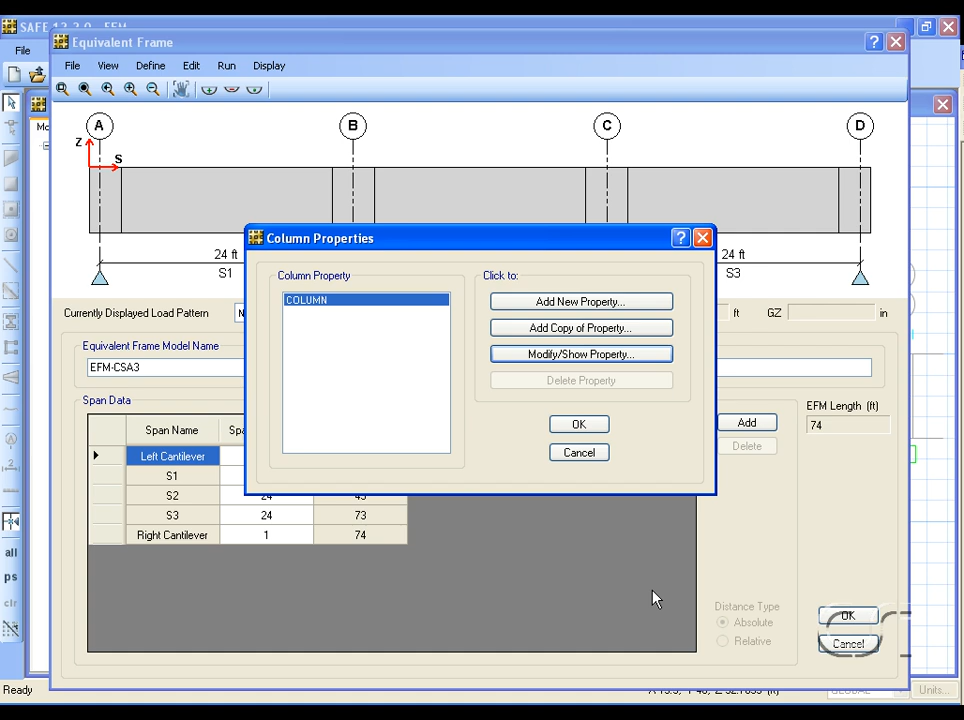 SAFE 12.2.0 - EFM
Equivalent Frame
File
File View Define Edit Run Display
A B C D
Z
S
24 ft 24 ft
S1 S3
Column Properties
Column Property
COLUMN
Click to:
Add New Property...
Add Copy of Property...
Modify/Show Property...
Delete Property
OK
Cancel
Currently Displayed Load Pattern
ft GZ in
Equivalent Frame Model Name
EFM-CSA3
Span Data
Span Name
Left Cantilever
S1
S2 24
S3 24 73
Right Cantilever 1 74
Add
Delete
EFM Length (ft)
74
Distance Type
Absolute
Relative
OK
Cancel
all
ps
clr
Ready
GLOBAL
Units...